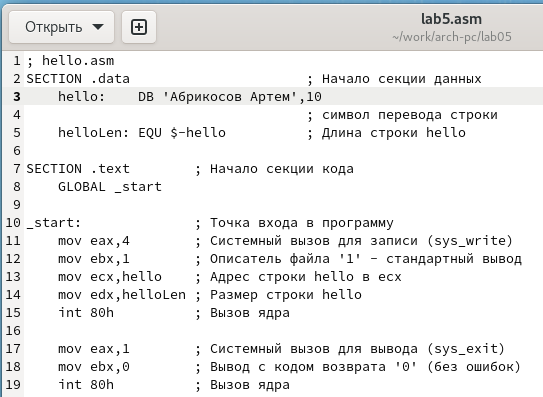 Открыть
lab5.asm
~/work/arch-pc/lab05
1 ; hello.asm
2 SECTION .data ; Начало секции данных
3 hello: DB 'Абрикосов Артем',10
4 ; символ перевода строки
5 helloLen: EQU $-hello ; Длина строки hello
6
7 SECTION .text ; Начало секции кода
8 GLOBAL _start
9
10 _start: ; Точка входа в программу
11 mov eax,4 ; Системный вызов для записи (sys_write)
12 mov ebx,1 ; Описатель файла '1' - стандартный вывод
13 mov ecx,hello ; Адрес строки hello в ecx
14 mov edx,helloLen ; Размер строки hello
15 int 80h ; Вызов ядра
16
17 mov eax,1 ; Системный вызов для вывода (sys_exit)
18 mov ebx,0 ; Вывод с кодом возврата '0' (без ошибок)
19 int 80h ; Вызов ядра